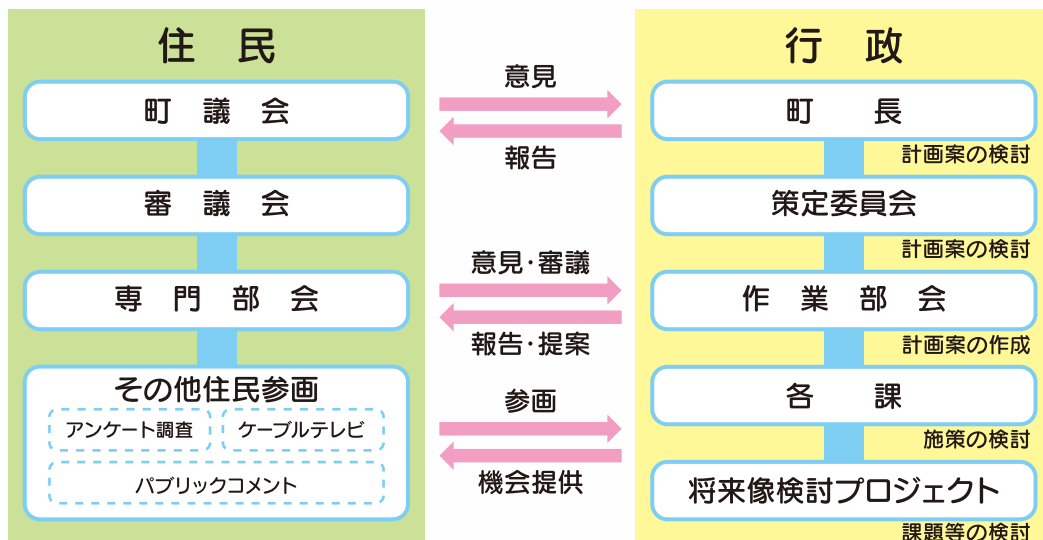 住民
町議会
審議会
専門部会
その他住民参画
アンケート調査
ケーブルテレビ
パブリックコメント
意見
報告
意見・審議
報告・提案
参画
機会提供
行政
町長
計画案の検討
策定委員会
計画案の検討
作業部会
計画案の作成
各課
施策の検討
将来像検討プロジェクト
課題等の検討